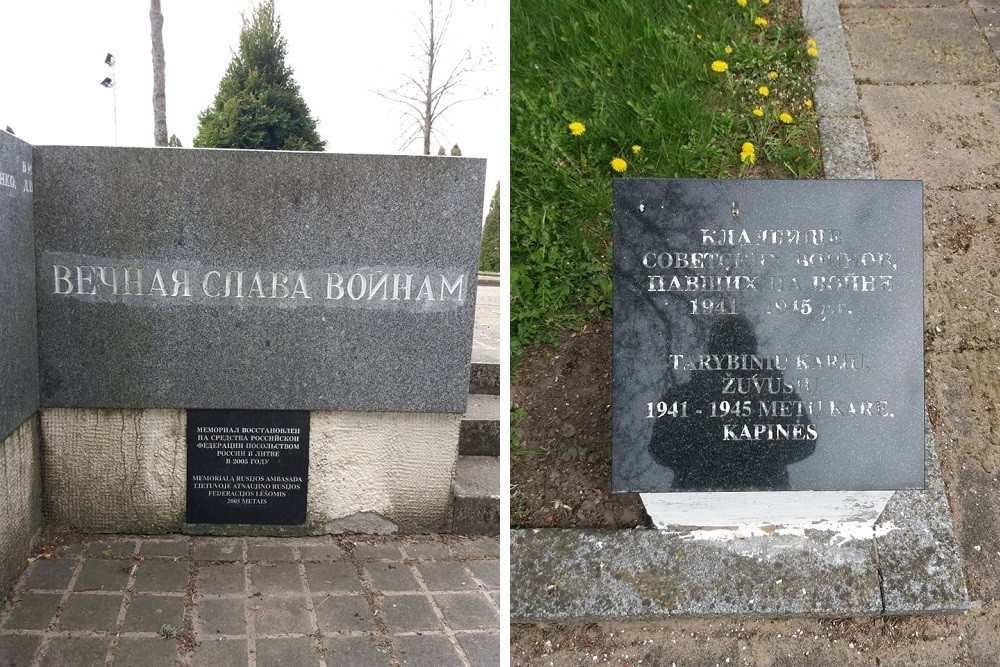 ВЕЧНАЯ СЛАВА ВОИНАМ
МЕМОРИАЛ ВОССТАНОВЛЕН
НА СРЕДСТВА РОССИЙСКОЙ
ФЕДЕРАЦИИ ПОСОЛЬСТВОМ
РОССИИ В ЛИТВЕ
В 2005 ГОДУ
MEMORIALĄ RUSIJOS AMBASADA
LIETUVOJE ATNAUJINO RUSIJOS
FEDERACIJOS LĖŠOMIS
2005 METAIS
КЛАДБИЩЕ
СОВЕТСКИХ ВОИНОВ,
ПАВШИХ НА ВОЙНЕ
1941 - 1945 гг.
TARYBINIŲ KARIŲ,
ŽUVUSIŲ
1941 - 1945 METŲ KARE,
KAPINĖS